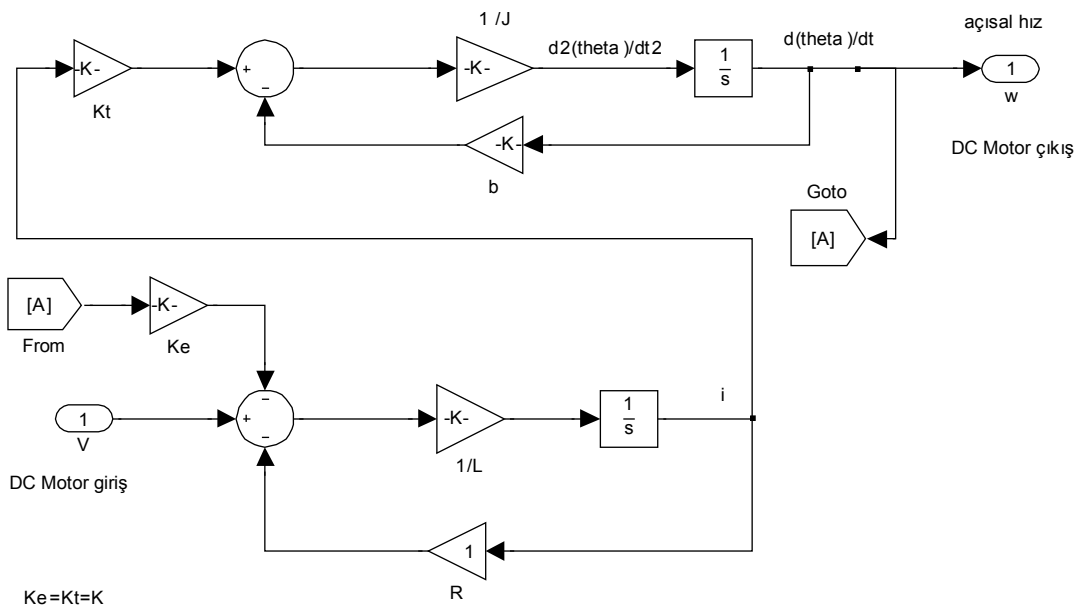 1 /J
açısal hız
d2(theta )/dt2
d(theta )/dt
-K-
+
−
-K-
1
s
1
w
Kt
-K-
b
DC Motor çıkış
Goto
[A]
[A]
-K-
From
Ke
−
+
−
1
V
-K-
1
s
i
1/L
DC Motor giriş
1
R
Ke=Kt=K